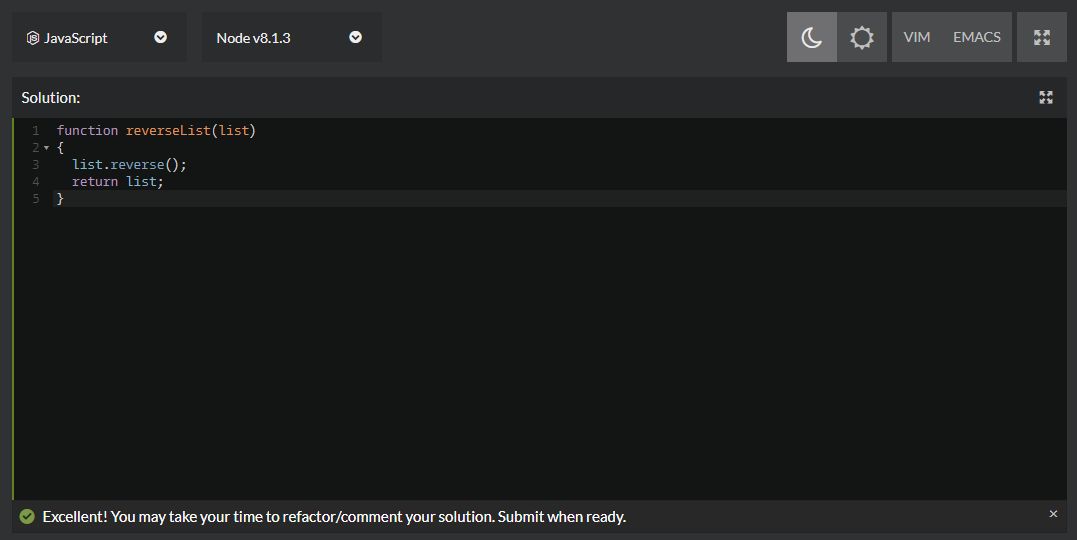 JavaScript
Node v8.1.3
VIM
EMACS
Solution:
1 function reverseList(list)
2 {
3   list.reverse();
4   return list;
5 }
Excellent! You may take your time to refactor/comment your solution. Submit when ready.
×